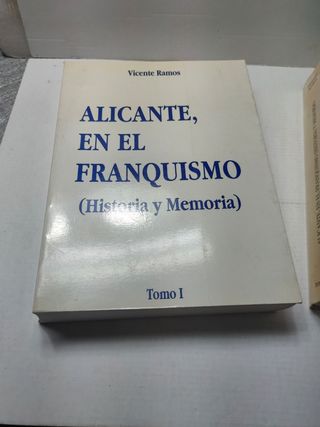 Vicente Ramos
ALICANTE,
EN EL
FRANQUISMO
(Historia y Memoria)
Tomo I